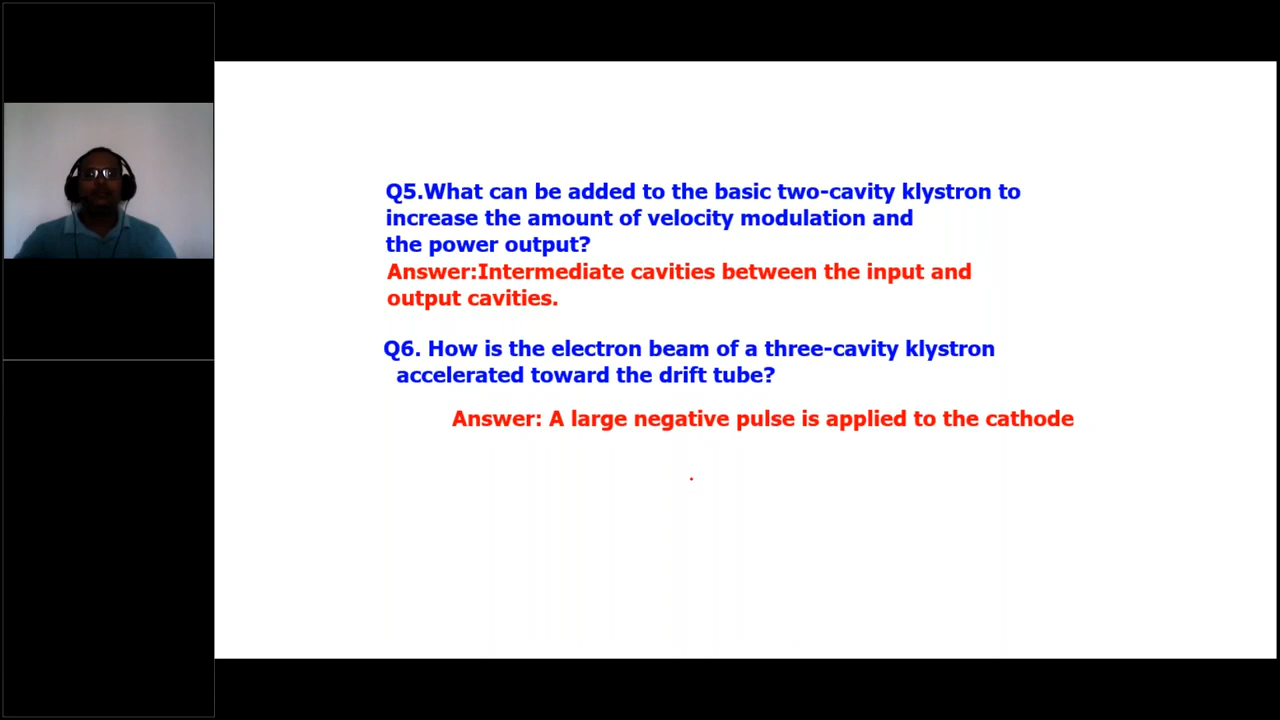 Q5.What can be added to the basic two-cavity klystron to
increase the amount of velocity modulation and
the power output?
Answer:Intermediate cavities between the input and
output cavities.
Q6. How is the electron beam of a three-cavity klystron
accelerated toward the drift tube?
Answer: A large negative pulse is applied to the cathode